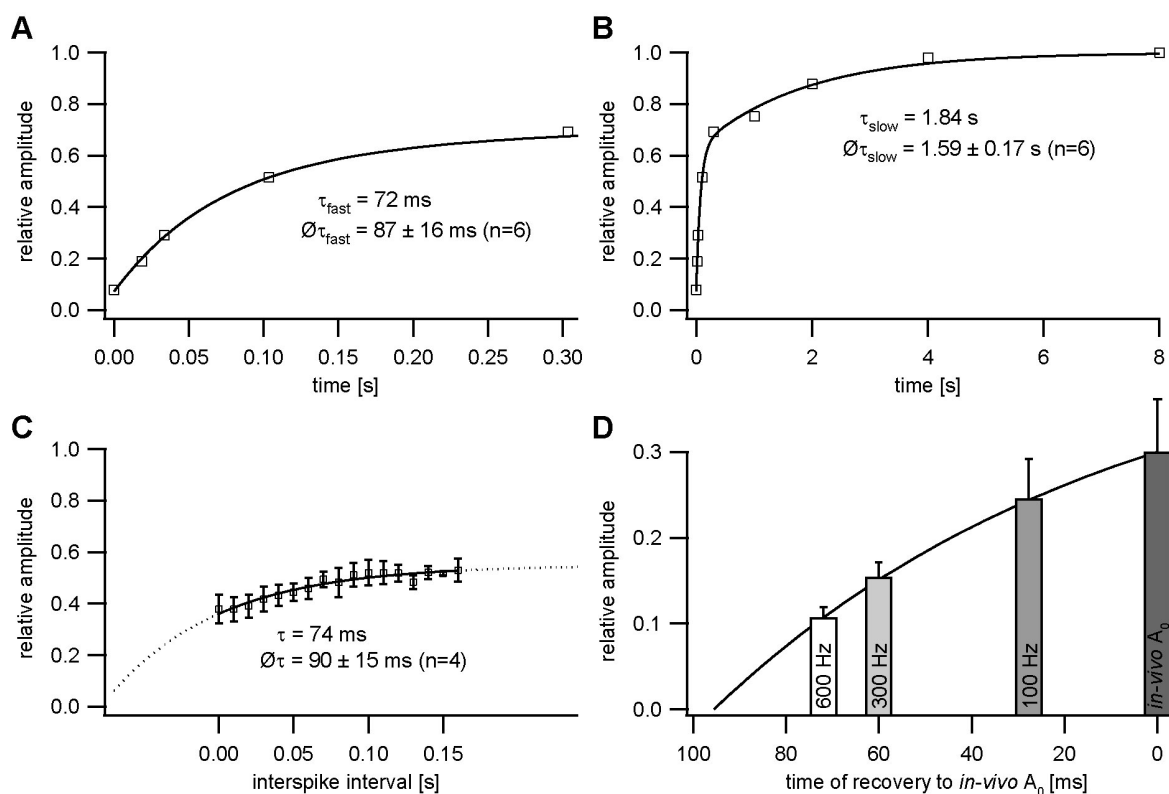 A
1.0
0.8
0.6
0.4
0.2
0.0
relative amplitude
τfast = 72 ms
Øτfast = 87 ± 16 ms (n=6)
0.00 0.05 0.10 0.15 0.20 0.25 0.30
time [s]
B
1.0
0.8
0.6
0.4
0.2
0.0
relative amplitude
τslow = 1.84 s
Øτslow = 1.59 ± 0.17 s (n=6)
0 2 4 6 8
time [s]
C
1.0
0.8
0.6
0.4
0.2
0.0
relative amplitude
τ = 74 ms
Øτ = 90 ± 15 ms (n=4)
0.00 0.05 0.10 0.15
interspike interval [s]
D
0.3
0.2
0.1
0.0
relative amplitude
600 Hz
300 Hz
100 Hz
in-vivo A0
100 80 60 40 20 0
time of recovery to in-vivo A0 [ms]